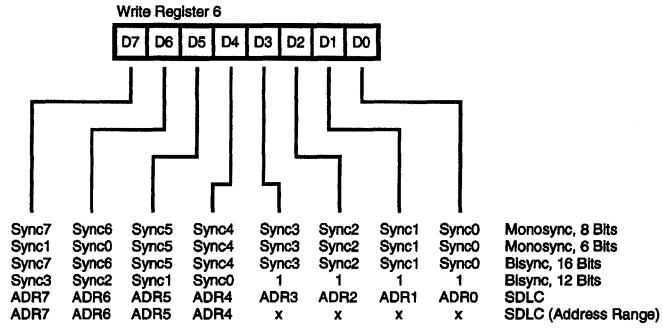 Write Register 6
D7 D6 D5 D4 D3 D2 D1 D0
Sync7 Sync6 Sync5 Sync4 Sync3 Sync2 Sync1 Sync0 Monosync, 8 Bits
Sync1 Sync0 Sync5 Sync4 Sync3 Sync2 Sync1 Sync0 Monosync, 6 Bits
Sync7 Sync6 Sync5 Sync4 Sync3 Sync2 Sync1 Sync0 Bisync, 16 Bits
Sync3 Sync2 Sync1 Sync0 1 1 1 1 Bisync, 12 Bits
ADR7 ADR6 ADR5 ADR4 ADR3 ADR2 ADR1 ADR0 SDLC
ADR7 ADR6 ADR5 ADR4 x x x x SDLC (Address Range)